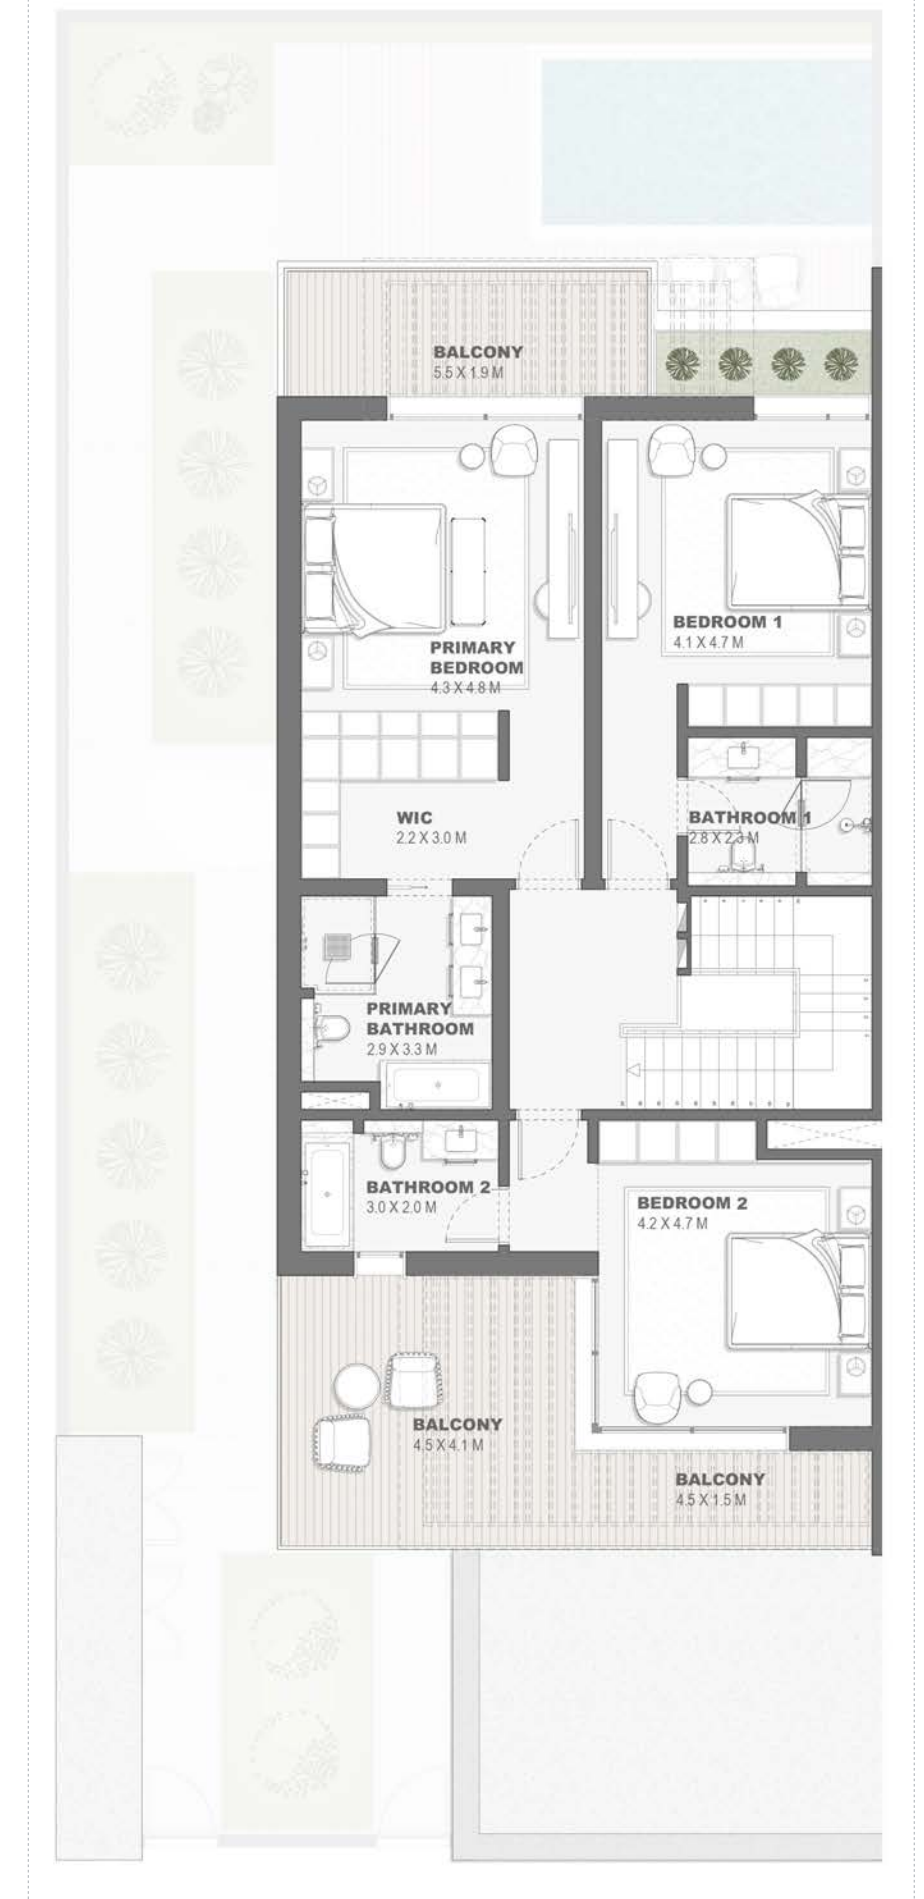 BALCONY
5.5 X 1.9 M
BEDROOM 1
4.1 X 4.7 M
PRIMARY
BEDROOM
4.3 X 4.8 M
WIC
2.2 X 3.0 M
BATHROOM 1
2.8 X 2.3 M
PRIMARY
BATHROOM
2.9 X 3.3 M
BATHROOM 2
3.0 X 2.0 M
BEDROOM 2
4.2 X 4.7 M
BALCONY
4.5 X 4.1 M
BALCONY
4.5 X 1.5 M